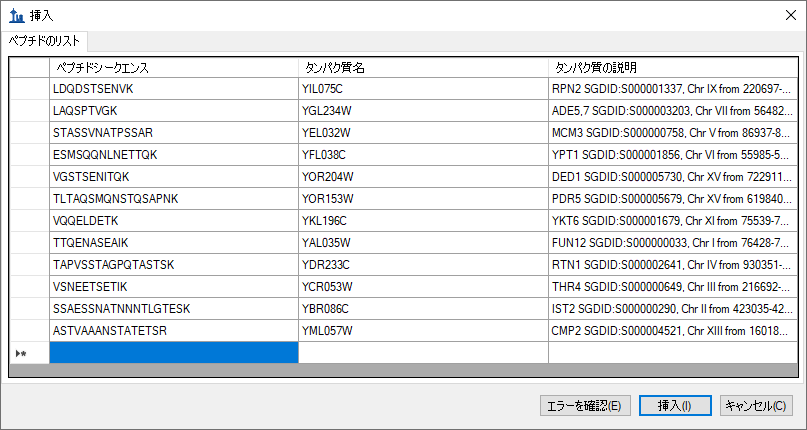 挿入
ペプチドのリスト
ペプチドシークエンス タンパク質名 タンパク質の説明
LDQDSTSENVK YIL075C RPN2 SGDID:S000001337, Chr IX from 220697-...
LAQSPTVGK YGL234W ADE5,7 SGDID:S000003203, Chr VII from 56482...
STASSVNATPSSAR YEL032W MCM3 SGDID:S000000758, Chr V from 86937-8...
ESMSQQNLNETTQK YFL038C YPT1 SGDID:S000001856, Chr VI from 55985-5...
VGSTSENITQK YOR204W DED1 SGDID:S000005730, Chr XV from 722911...
TLTAQSMQNSTQSAPNK YOR153W PDR5 SGDID:S000005679, Chr XV from 619840...
VQQELDETK YKL196C YKT6 SGDID:S000001679, Chr XI from 75539-7...
TTQENASEAIK YAL035W FUN12 SGDID:S000000033, Chr I from 76428-7...
TAPVSSTAGPQTASTSK YDR233C RTN1 SGDID:S000002641, Chr IV from 930351-...
VSNEETSETIK YCR053W THR4 SGDID:S000000649, Chr III from 216692-...
SSAESSNATNNNTLGTESK YBR086C IST2 SGDID:S000000290, Chr II from 423035-42...
ASTVAAANSTATETSR YML057W CMP2 SGDID:S000004521, Chr XIII from 16018...
エラーを確認(E) 挿入(I) キャンセル(C)